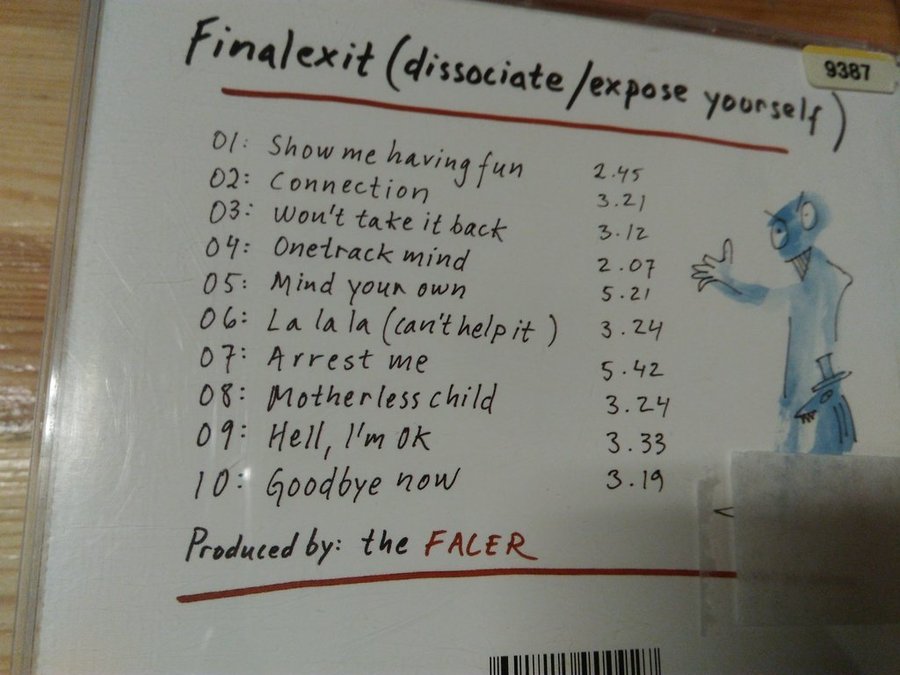 Finalexit (dissociate/expose yourself)
9387
01: Show me having fun 2.45
02: Connection 3.21
03: Won't take it back 3.12
04: Onetrack mind 2.07
05: Mind your own 5.21
06: La la la (can't help it) 3.24
07: Arrest me 5.42
08: Motherless child 3.24
09: Hell, I'm OK 3.33
10: Goodbye now 3.19
Produced by: the FALER